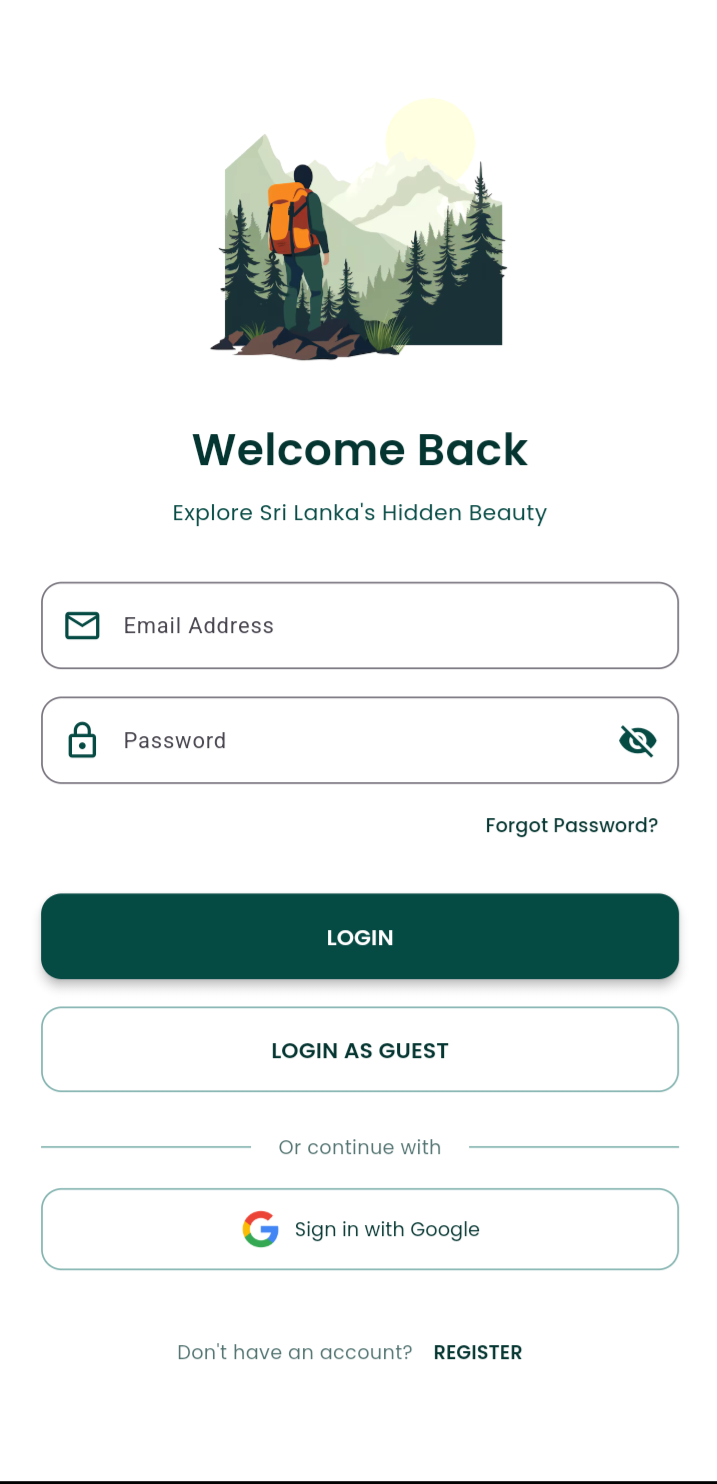 Welcome Back
Explore Sri Lanka's Hidden Beauty
Email Address
Password
Forgot Password?
LOGIN
LOGIN AS GUEST
Or continue with
Sign in with Google
Don't have an account? REGISTER